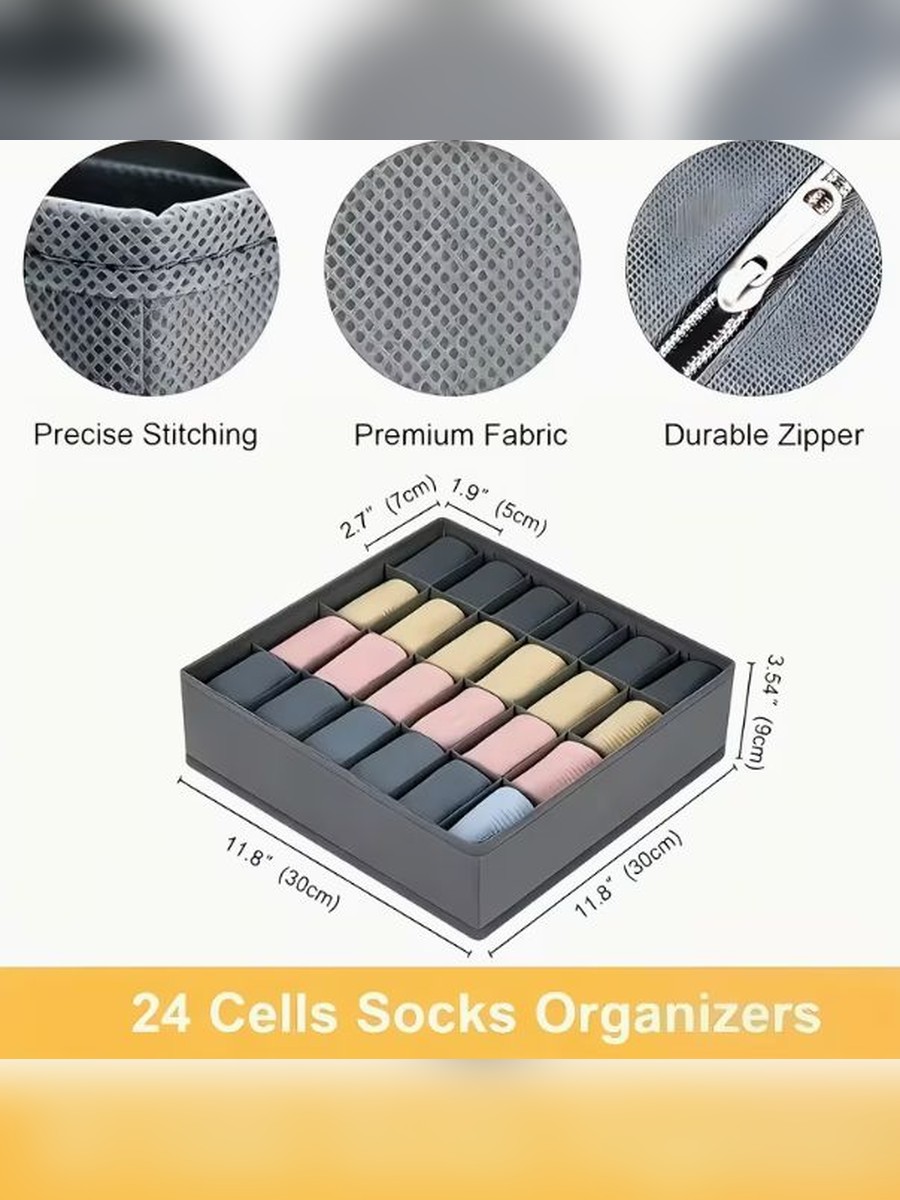 Precise Stitching
Premium Fabric
Durable Zipper
2.7" (7cm)
1.9" (5cm)
3.54" (9cm)
11.8" (30cm)
11.8" (30cm)
24 Cells Socks Organizers